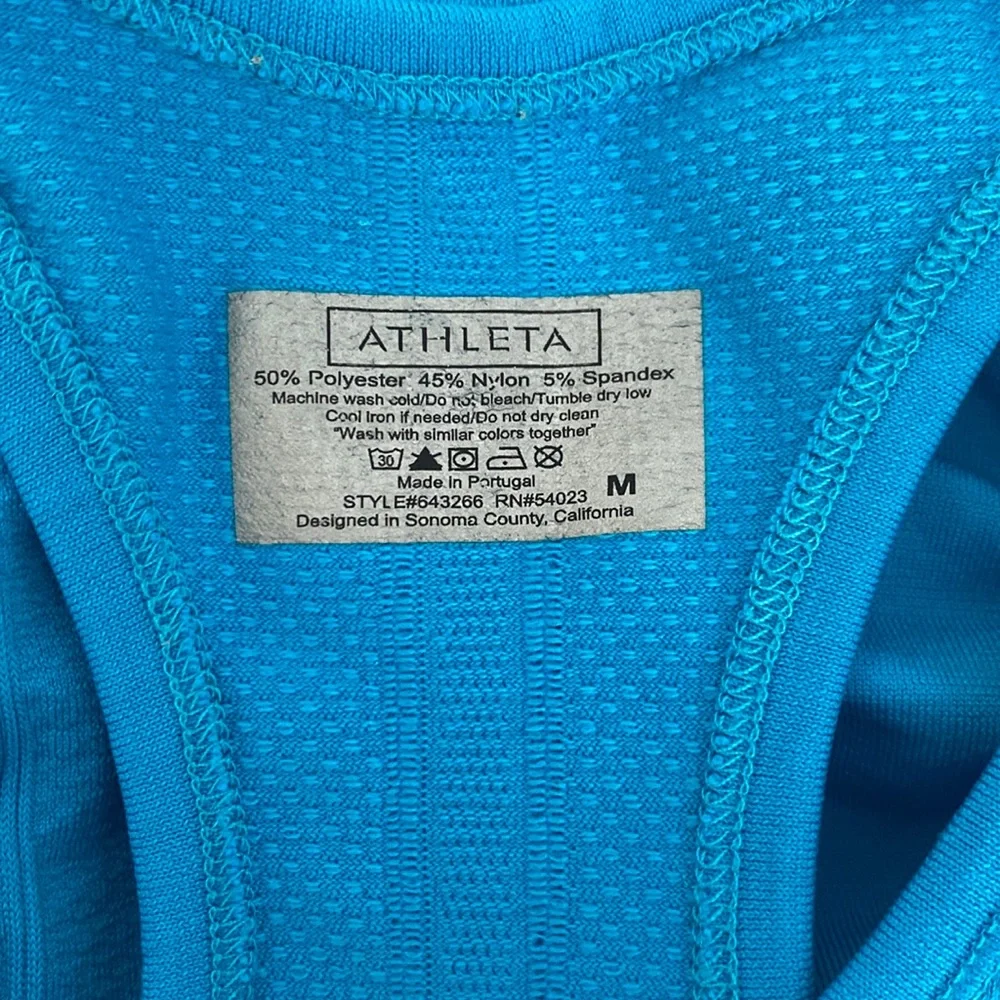 ATHLETA
50% Polyester 45% Nylon 5% Spandex
Machine wash cold/Do not bleach/Tumble dry low
Cool Iron if needed/Do not dry clean
"Wash with similar colors together"
30
Made in Portugal
STYLE#643266 RN#54023 M
Designed in Sonoma County, California